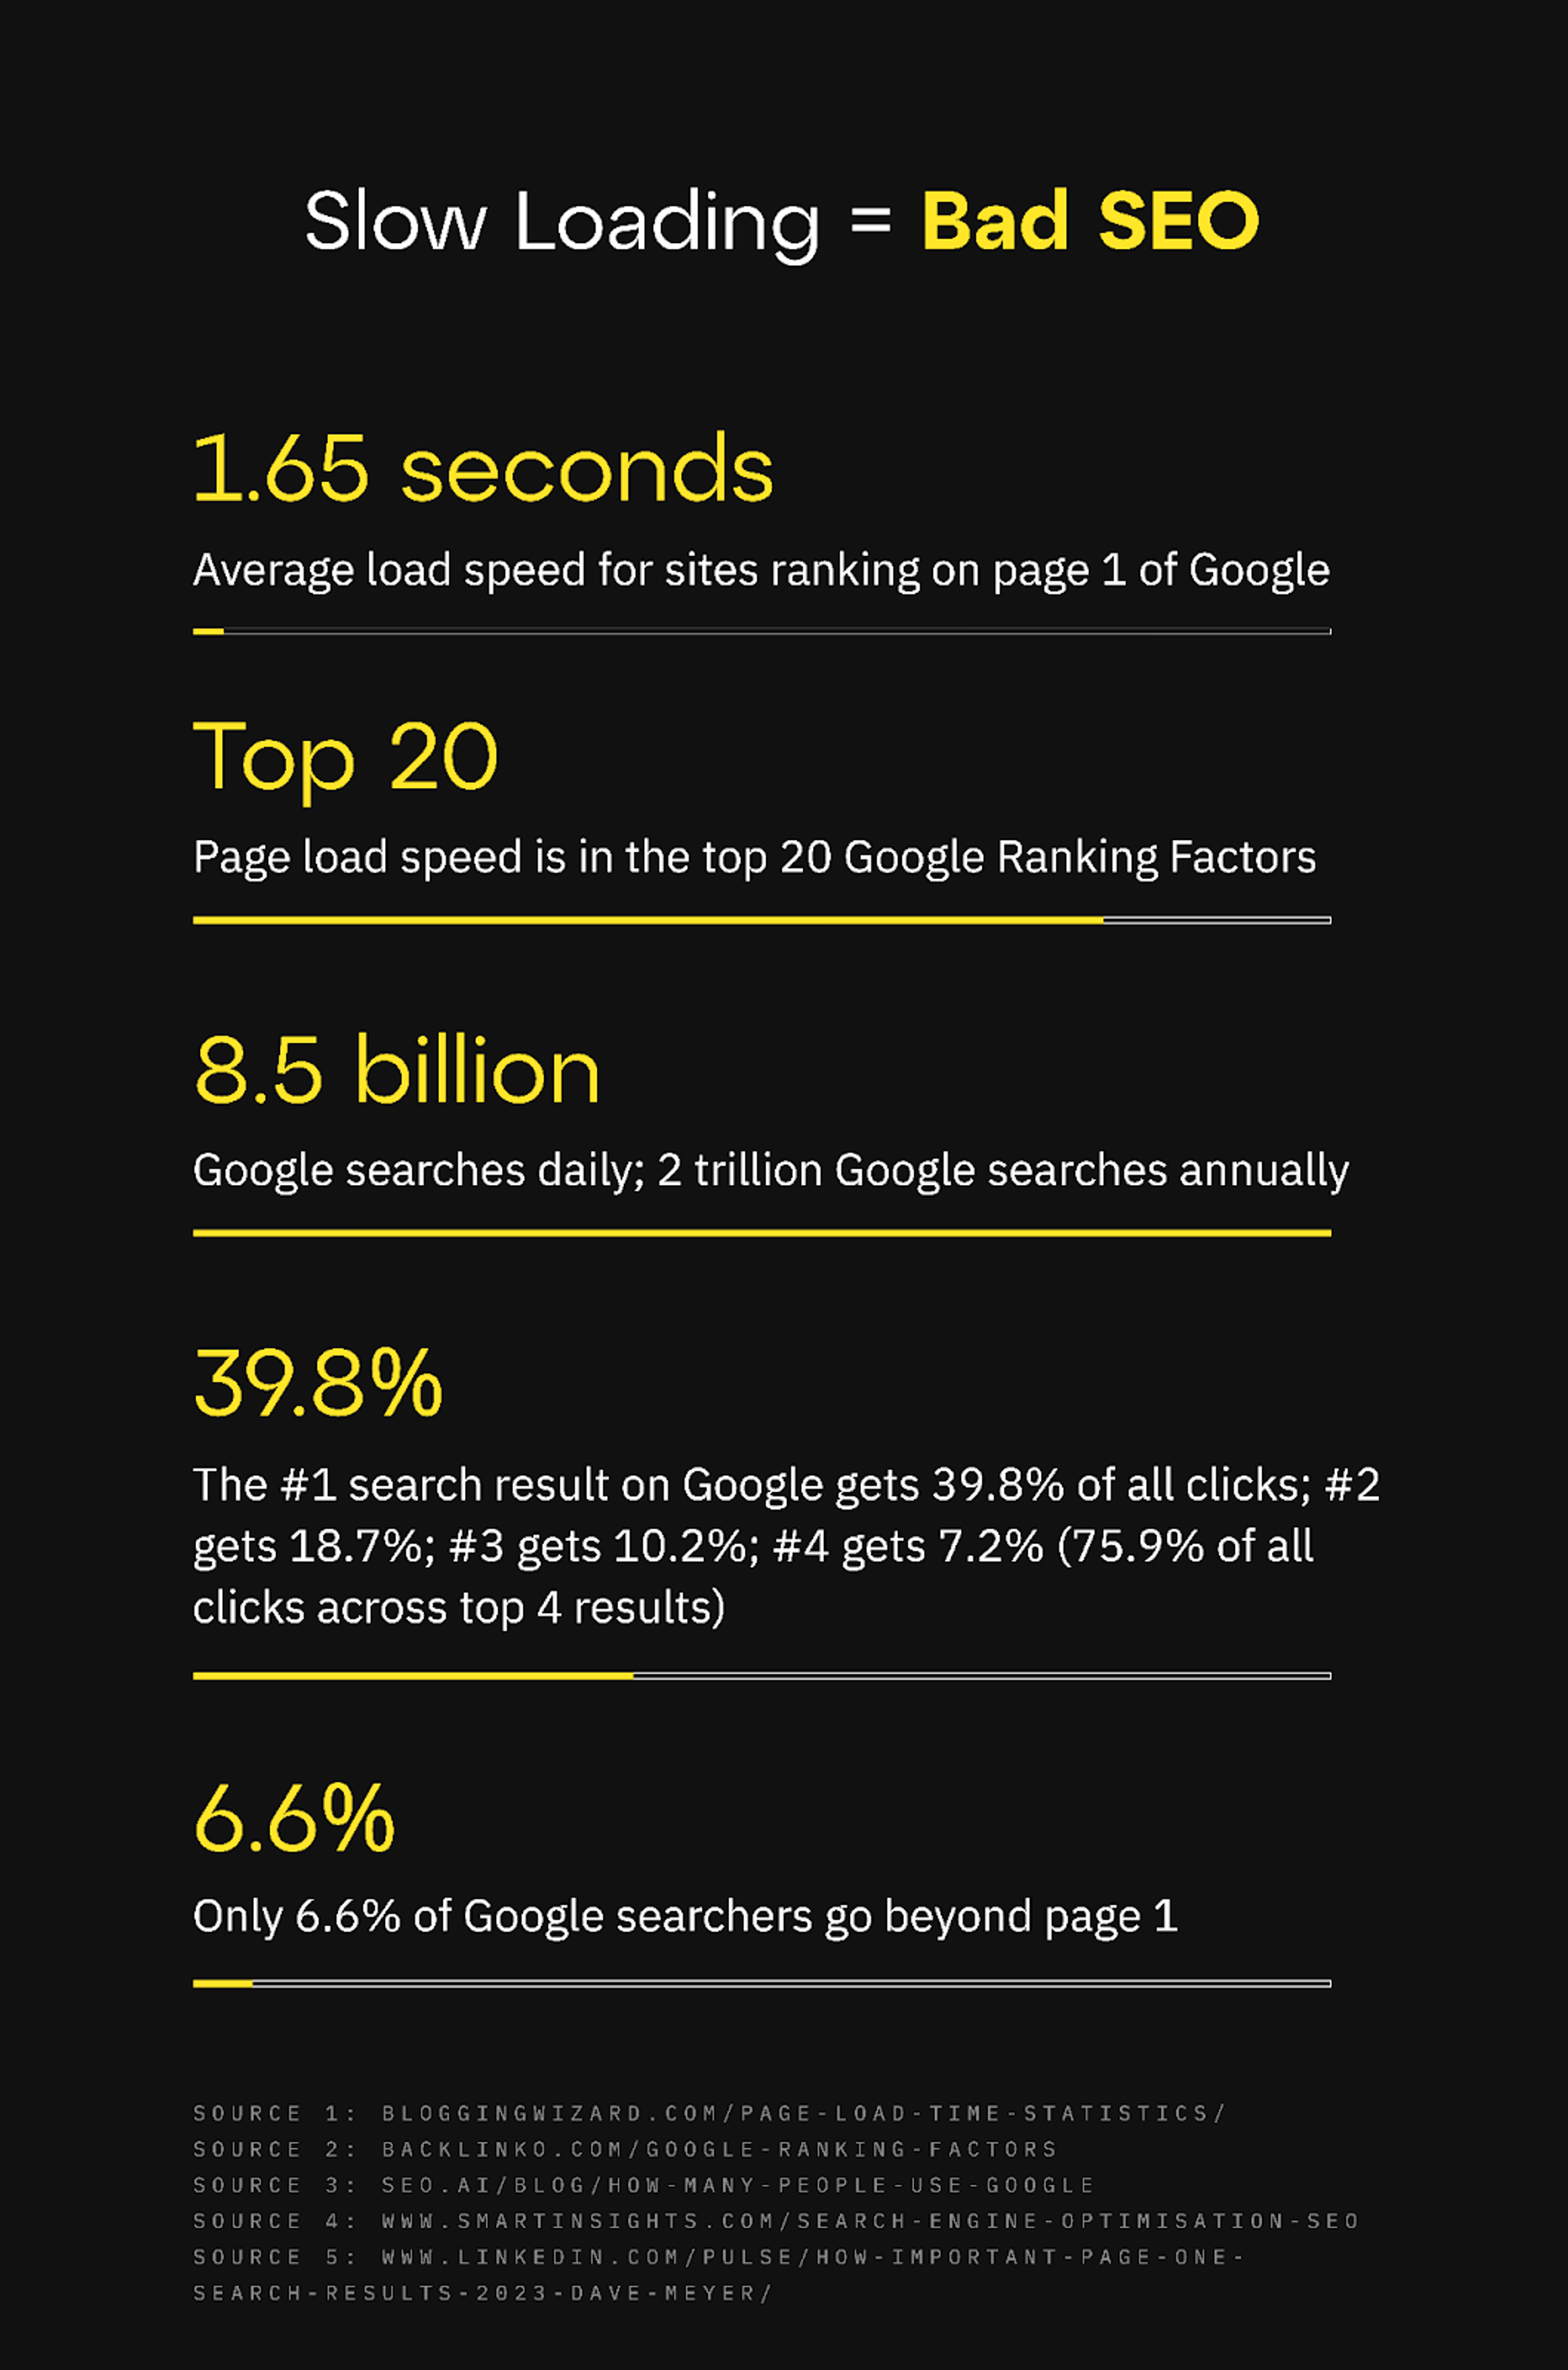 Slow Loading = Bad SEO
1.65 seconds
Average load speed for sites ranking on page 1 of Google
Top 20
Page load speed is in the top 20 Google Ranking Factors
8.5 billion
Google searches daily; 2 trillion Google searches annually
39.8%
The #1 search result on Google gets 39.8% of all clicks; #2
gets 18.7%; #3 gets 10.2%; #4 gets 7.2% (75.9% of all
clicks across top 4 results)
6.6%
Only 6.6% of Google searchers go beyond page 1
SOURCE 1: BLOGGINGWIZARD.COM/PAGE-LOAD-TIME-STATISTICS/
SOURCE 2: BACKLINKO.COM/GOOGLE-RANKING-FACTORS
SOURCE 3: SEO.AI/BLOG/HOW-MANY-PEOPLE-USE-GOOGLE
SOURCE 4: WWW.SMARTINSIGHTS.COM/SEARCH-ENGINE-OPTIMISATION-SEO
SOURCE 5: WWW.LINKEDIN.COM/PULSE/HOW-IMPORTANT-PAGE-ONE-
SEARCH-RESULTS-2023-DAVE-MEYER/